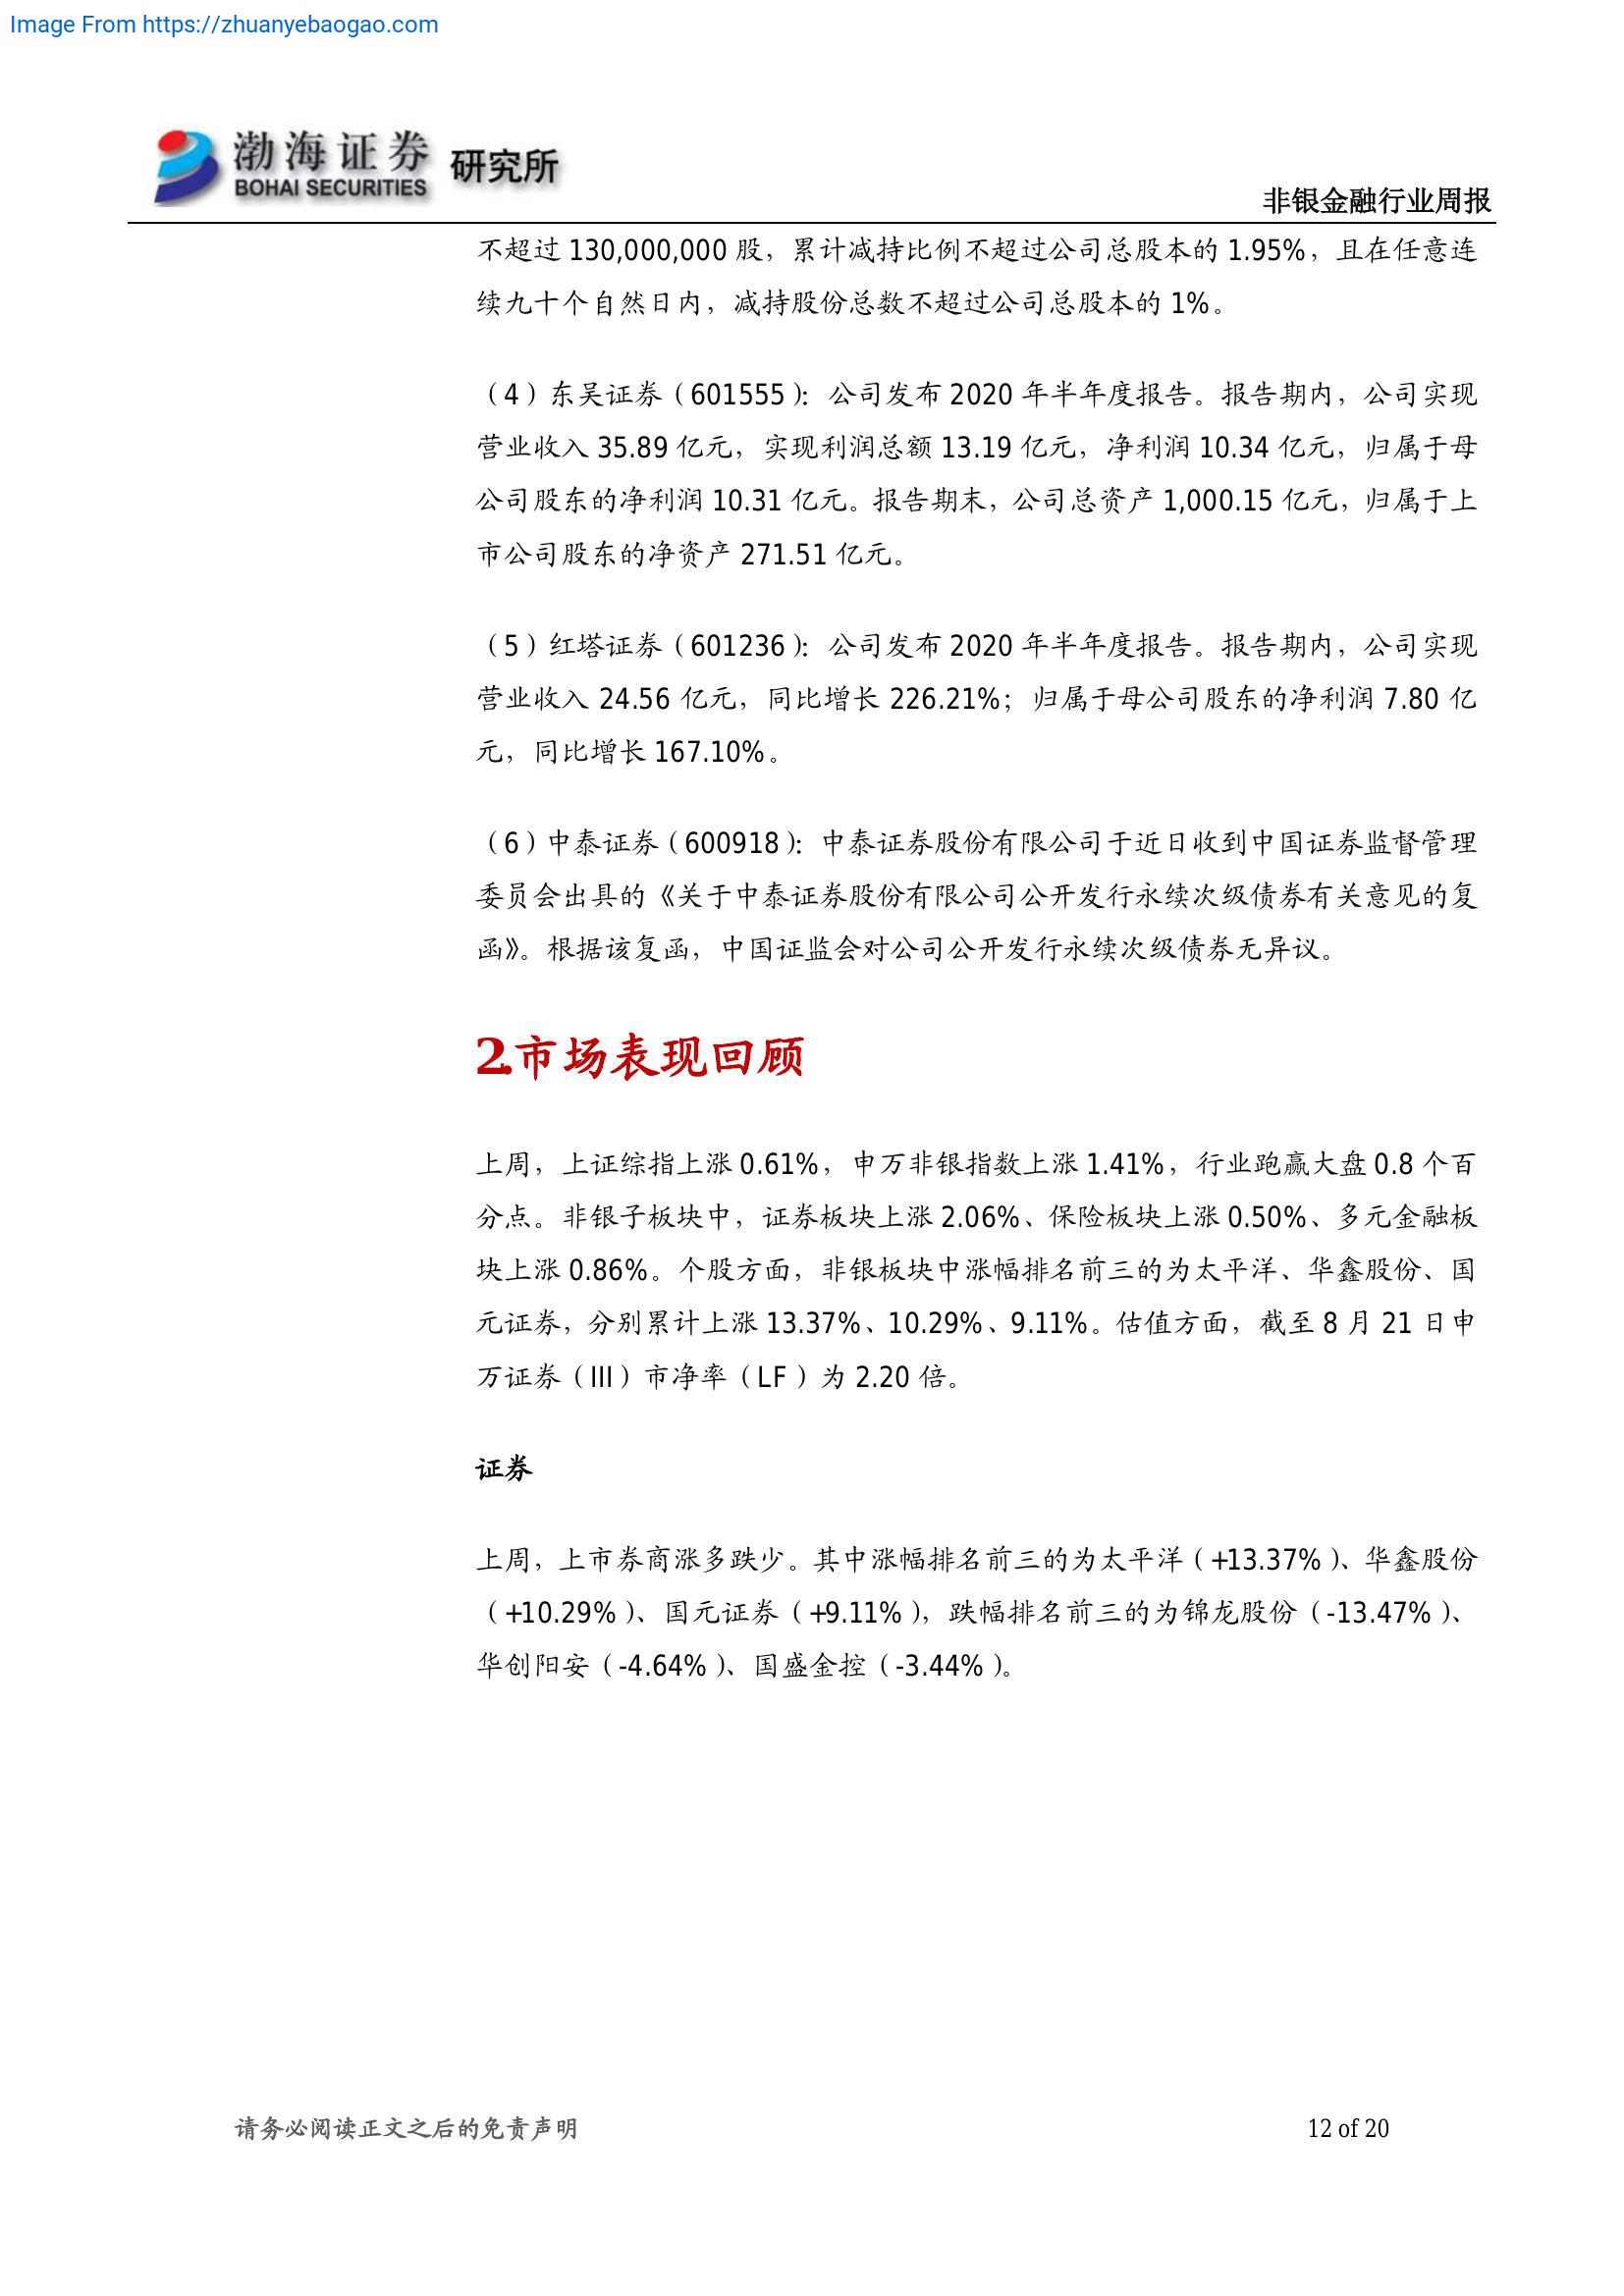 Image From https://zhuanyebaogao.com
渤海证券
BOHAI SECURITIES
研究所
非银金融行业周报
不超过 130,000,000 股，累计减持比例不超过公司总股本的 1.95%，且在任意连
续九十个自然日内，减持股份总数不超过公司总股本的 1%。
（4）东吴证券（601555）：公司发布 2020 年半年度报告。报告期内，公司实现
营业收入 35.89 亿元，实现利润总额 13.19 亿元，净利润 10.34 亿元，归属于母
公司股东的净利润 10.31 亿元。报告期末，公司总资产 1,000.15 亿元，归属于上
市公司股东的净资产 271.51 亿元。
（5）红塔证券（601236）：公司发布 2020 年半年度报告。报告期内，公司实现
营业收入 24.56 亿元，同比增长 226.21%；归属于母公司股东的净利润 7.80 亿
元，同比增长 167.10%。
（6）中泰证券（600918）：中泰证券股份有限公司于近日收到中国证券监督管理
委员会出具的《关于中泰证券股份有限公司公开发行永续次级债券有关意见的复
函》。根据该复函，中国证监会对公司公开发行永续次级债券无异议。
2.市场表现回顾
上周，上证综指上涨 0.61%，申万非银指数上涨 1.41%，行业跑赢大盘 0.8 个百
分点。非银子板块中，证券板块上涨 2.06%、保险板块上涨 0.50%、多元金融板
块上涨 0.86%。个股方面，非银板块中涨幅排名前三的为太平洋、华鑫股份、国
元证券，分别累计上涨 13.37%、10.29%、9.11%。估值方面，截至 8 月 21 日申
万证券（III）市净率（LF）为 2.20 倍。
证券
上周，上市券商涨多跌少。其中涨幅排名前三的为太平洋（+13.37%）、华鑫股份
（+10.29%）、国元证券（+9.11%），跌幅排名前三的为锦龙股份（-13.47%）、
华创阳安（-4.64%）、国盛金控（-3.44%）。
请务必阅读正文之后的免责声明
12 of 20